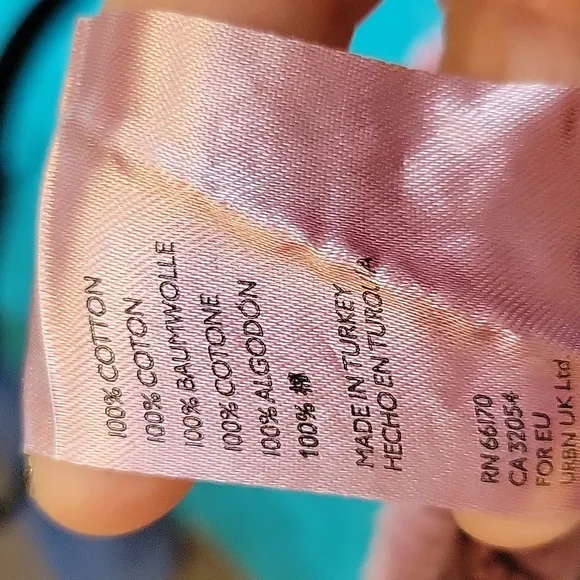 100% COTTON
100% COTON
100% BAUMWOLLE
100% COTONE
100% ALGODÓN
100% 棉
MADE IN TURKEY
HECHO EN TURQUÍA
RN 66170
CA 32054
FOR EU
URBN UK Ltd.